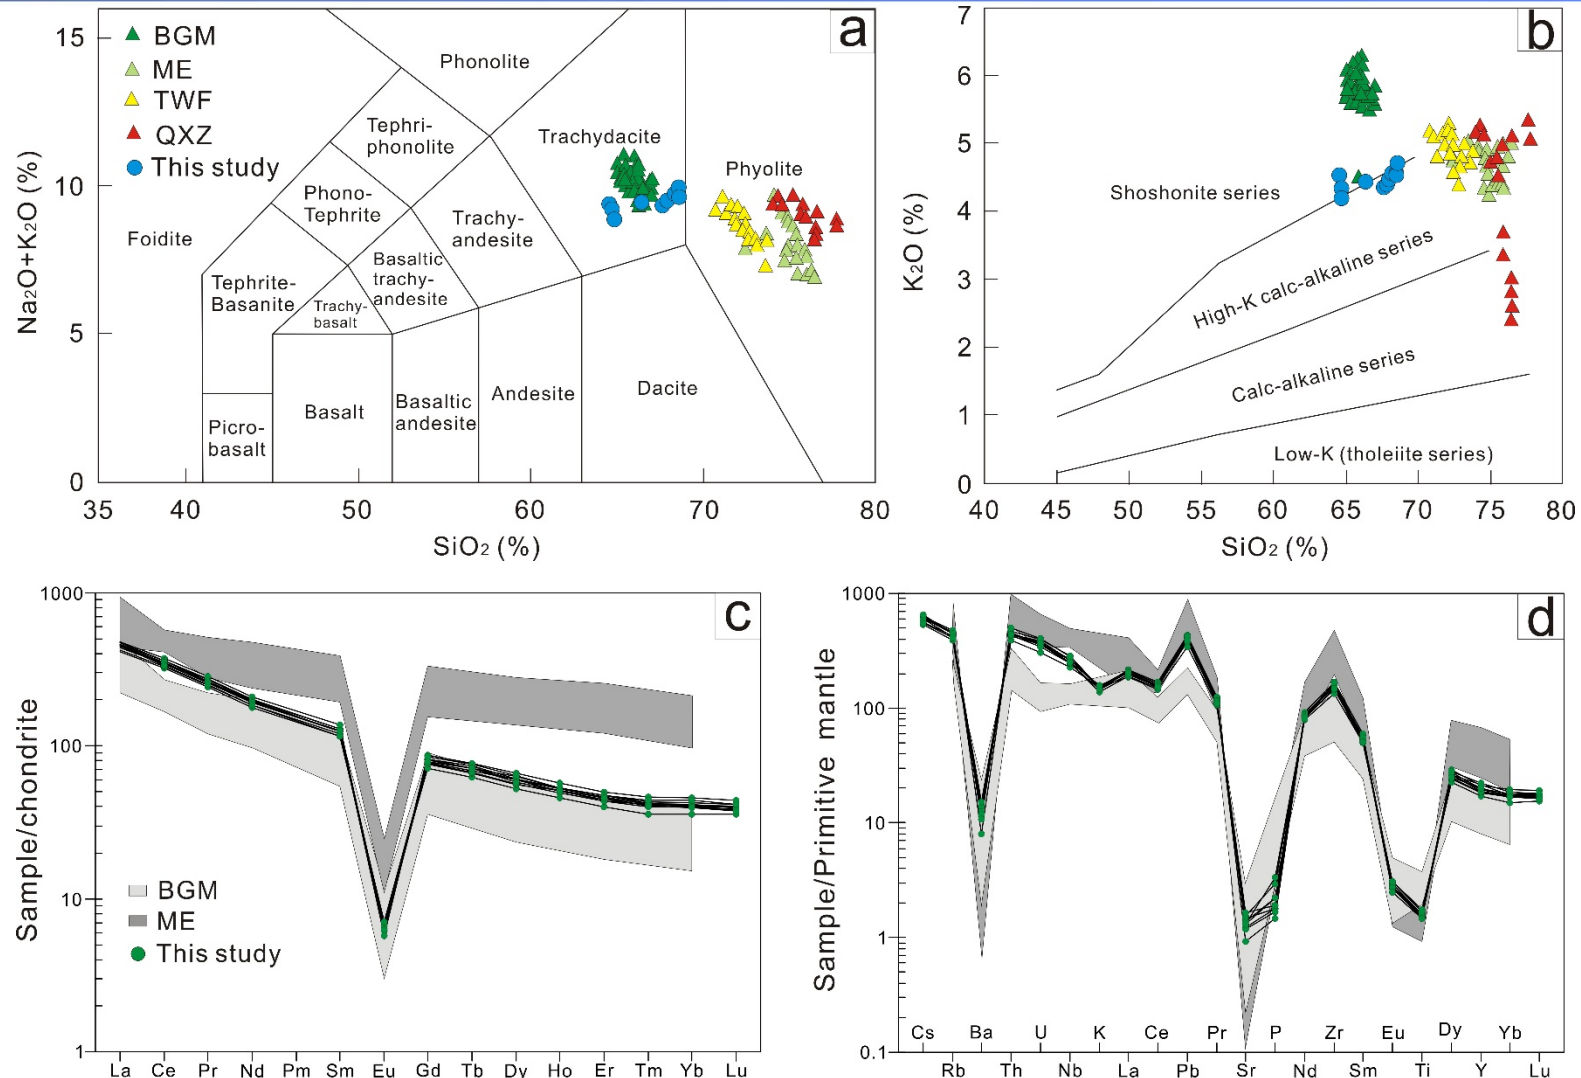 a
15
10
5
0
Na2O+K2O (%)
BGM
ME
TWF
QXZ
This study
Phonolite
Tephri-
phonolite
Trachydacite
Phyolite
Phono-
Tephrite
Trachy-
andesite
Foidite
Basaltic
trachy-
andesite
Tephrite-
Basanite
Trachy-
basalt
Picro-
basalt
Basalt
Basaltic
andesite
Andesite
Dacite
35 40 50 60 70 80
SiO2 (%)
b
7
6
5
4
3
2
1
0
K2O (%)
Shoshonite series
High-K calc-alkaline series
Calc-alkaline series
Low-K (tholeiite series)
40 45 50 55 60 65 70 75 80
SiO2 (%)
c
1000
100
10
1
Sample/chondrite
BGM
ME
This study
La Ce Pr Nd Pm Sm Eu Gd Tb Dy Ho Er Tm Yb Lu
d
1000
100
10
1
0.1
Sample/Primitive mantle
Cs Ba U K Ce Pr P Zr Eu Dy Yb
Rb Th Nb La Pb Sr Nd Sm Ti Y Lu